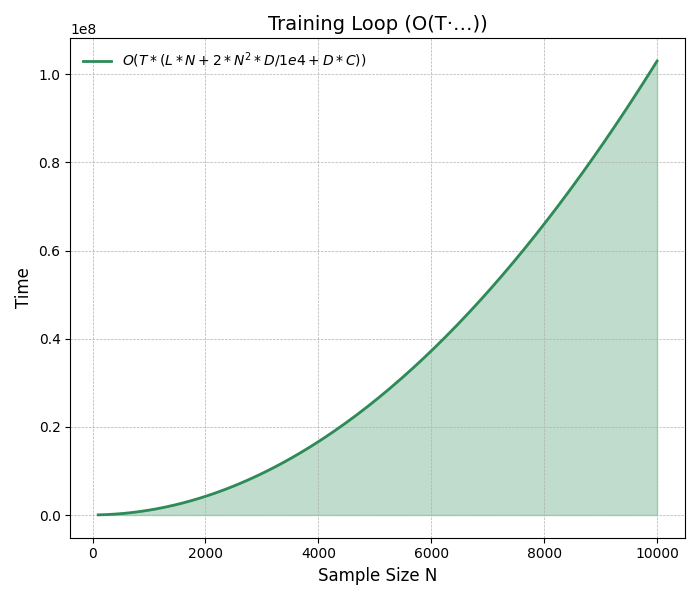 Training Loop (O(T·...))
1e8
O(T * (L * N + 2 * N² * D/1e4 + D * C))
1.0
0.8
0.6
0.4
0.2
0.0
Time
0 2000 4000 6000 8000 10000
Sample Size N